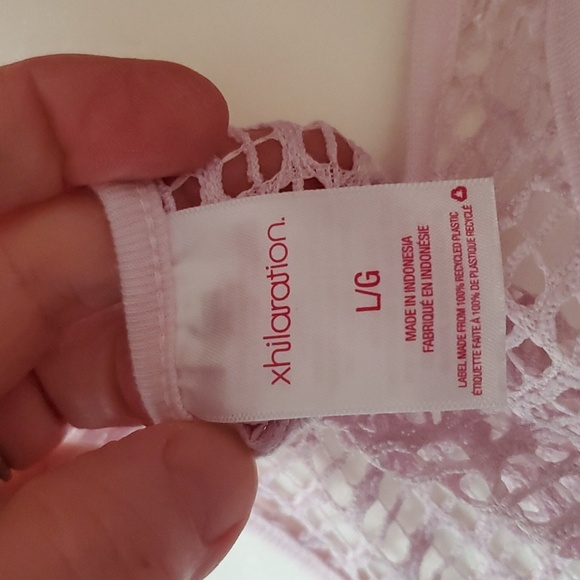 xhilaration.
L/G
MADE IN INDONESIA
FABRIQUÉ EN INDONÉSIE
LABEL MADE FROM 100% RECYCLED PLASTIC
ÉTIQUETTE FAITE À 100% DE PLASTIQUE RECYCLÉ